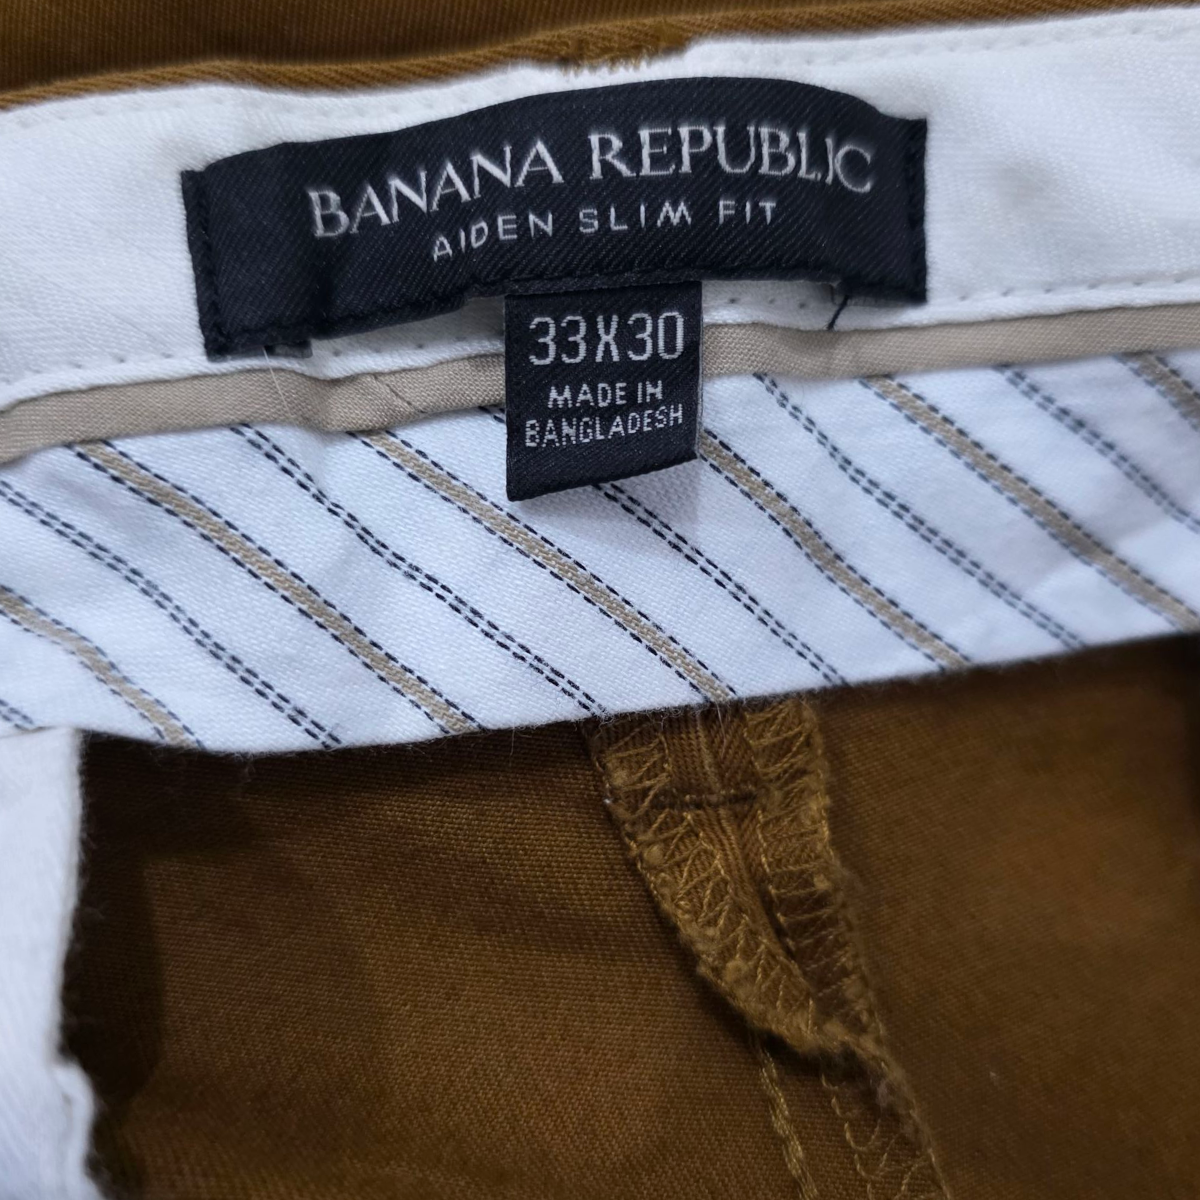 BANANA REPUBLIC
AIDEN SLIM FIT
33X30
MADE IN
BANGLADESH